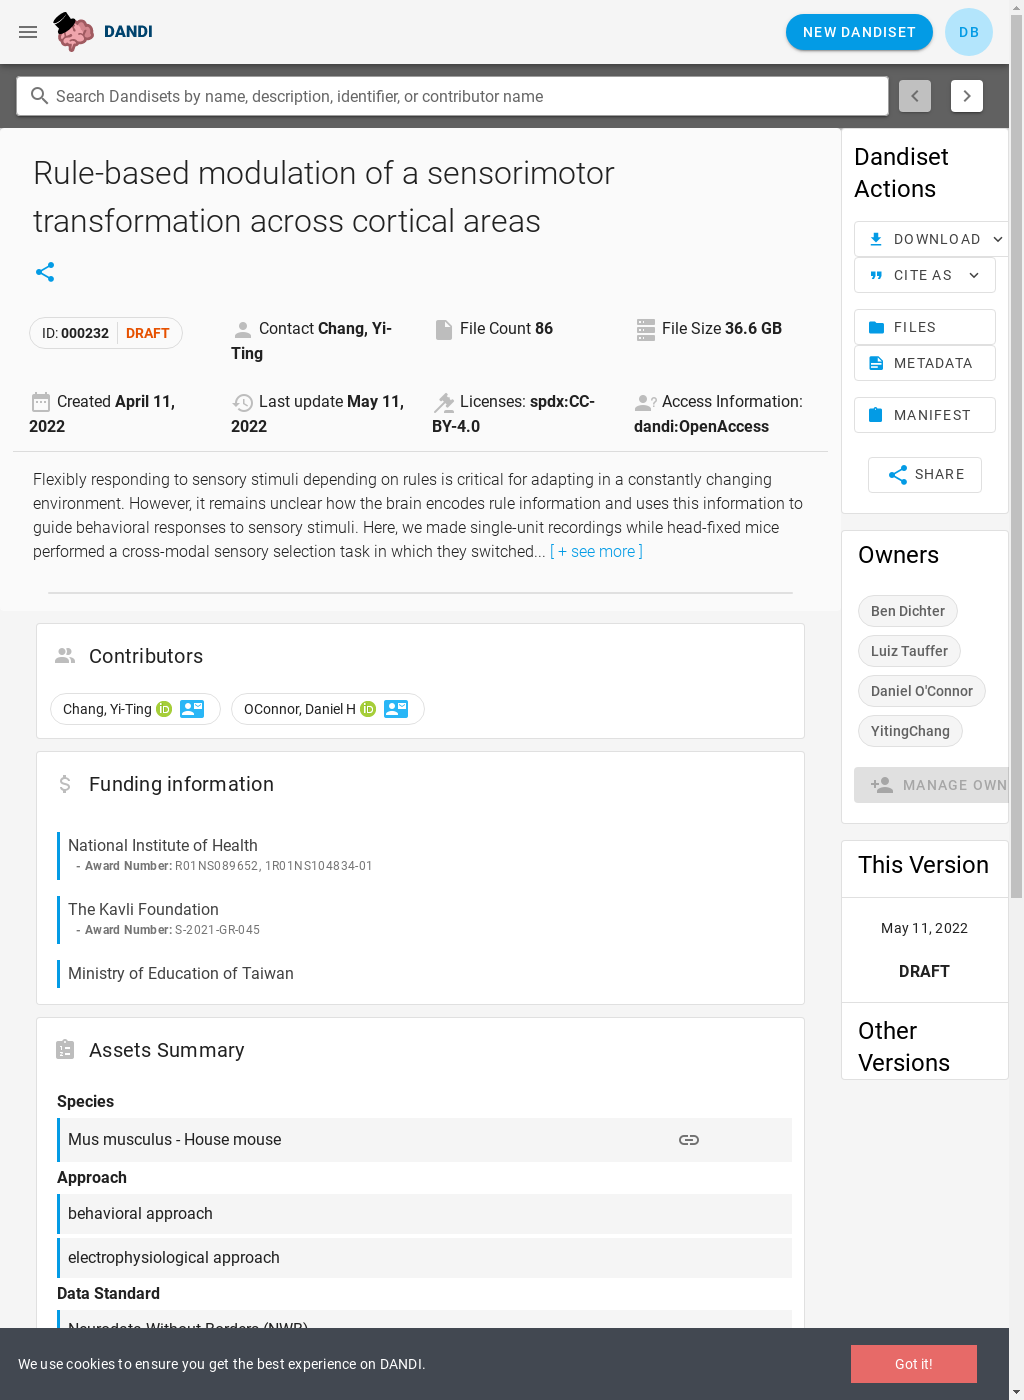 DANDI
NEW DANDISET
DB
Search Dandisets by name, description, identifier, or contributor name
Rule-based modulation of a sensorimotor
transformation across cortical areas
ID: 000232 DRAFT
Contact Chang, Yi-
Ting
File Count 86
File Size 36.6 GB
Created April 11,
2022
Last update May 11,
2022
Licenses: spdx:CC-
BY-4.0
Access Information:
dandi:OpenAccess
Flexibly responding to sensory stimuli depending on rules is critical for adapting in a constantly changing
environment. However, it remains unclear how the brain encodes rule information and uses this information to
guide behavioral responses to sensory stimuli. Here, we made single-unit recordings while head-fixed mice
performed a cross-modal sensory selection task in which they switched... [ + see more ]
Contributors
Chang, Yi-Ting iD
OConnor, Daniel H iD
Funding information
National Institute of Health
- Award Number: R01NS089652, 1R01NS104834-01
The Kavli Foundation
- Award Number: S-2021-GR-045
Ministry of Education of Taiwan
Assets Summary
Species
Mus musculus - House mouse
Approach
behavioral approach
electrophysiological approach
Data Standard
Neurodata Without Borders (NWB)
Dandiset
Actions
DOWNLOAD
CITE AS
FILES
METADATA
MANIFEST
SHARE
Owners
Ben Dichter
Luiz Tauffer
Daniel O'Connor
YitingChang
MANAGE OWN
This Version
May 11, 2022
DRAFT
Other
Versions
We use cookies to ensure you get the best experience on DANDI.
Got it!